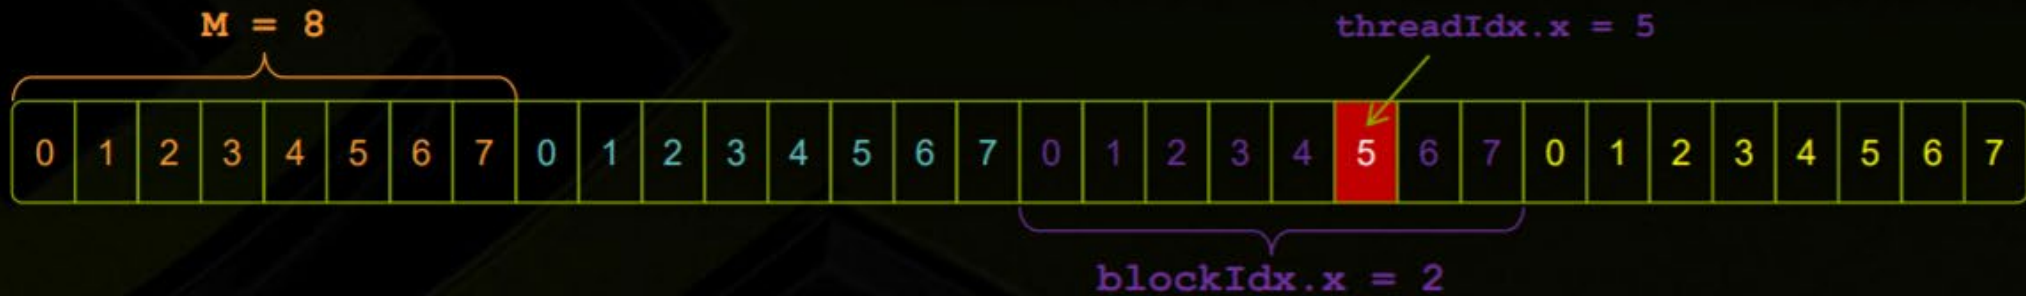 M = 8
threadIdx.x = 5
0 1 2 3 4 5 6 7 0 1 2 3 4 5 6 7 0 1 2 3 4 5 6 7 0 1 2 3 4 5 6 7
blockIdx.x = 2